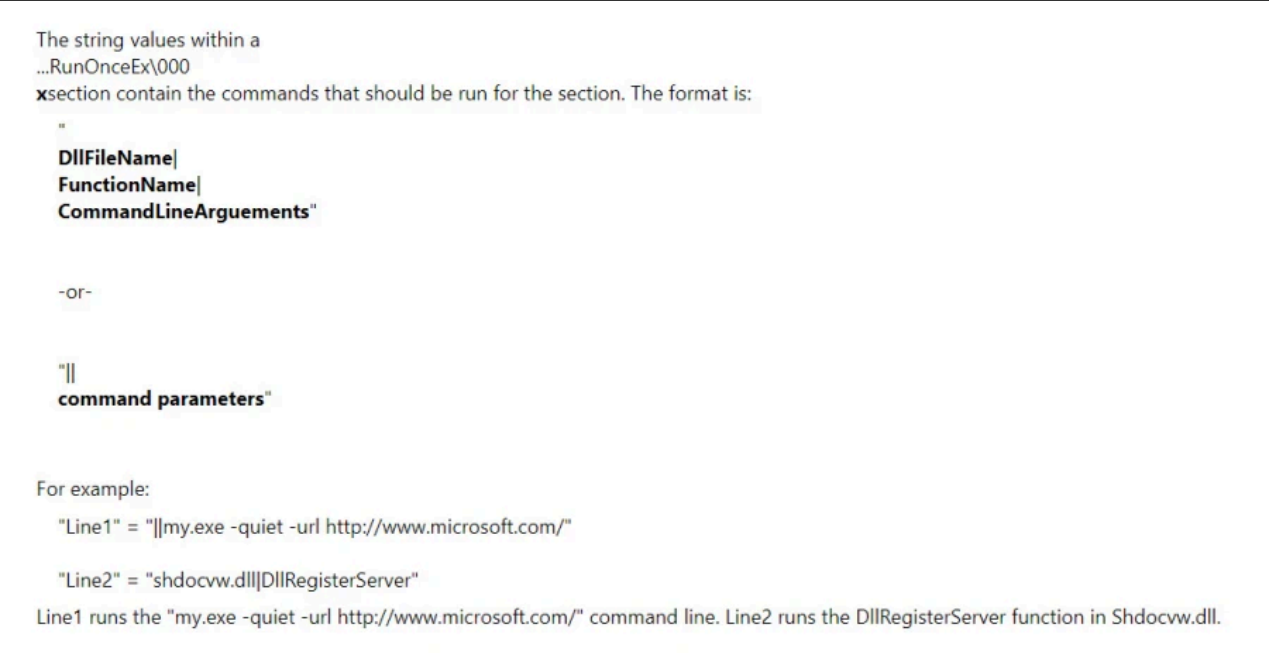 The string values within a
...RunOnceEx\000
xsection contain the commands that should be run for the section. The format is:
"
DllFileName|
FunctionName|
CommandLineArguements"
-or-
"||
command parameters"
For example:
"Line1" = "||my.exe -quiet -url http://www.microsoft.com/"
"Line2" = "shdocvw.dll|DllRegisterServer"
Line1 runs the "my.exe -quiet -url http://www.microsoft.com/" command line. Line2 runs the DllRegisterServer function in Shdocvw.dll.